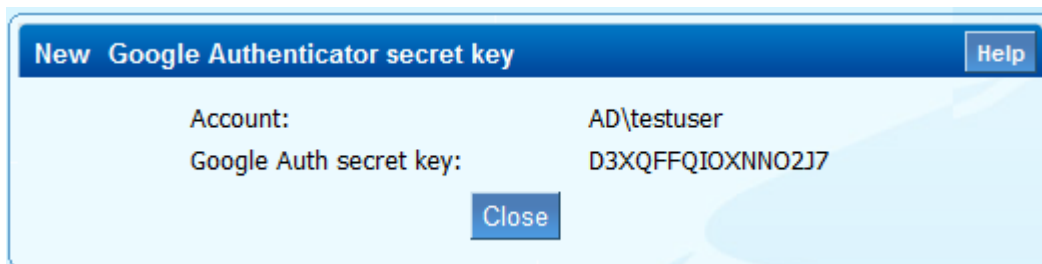 New Google Authenticator secret key Help
Account: AD\testuser
Google Auth secret key: D3XQFFQIOXNNO2J7
Close